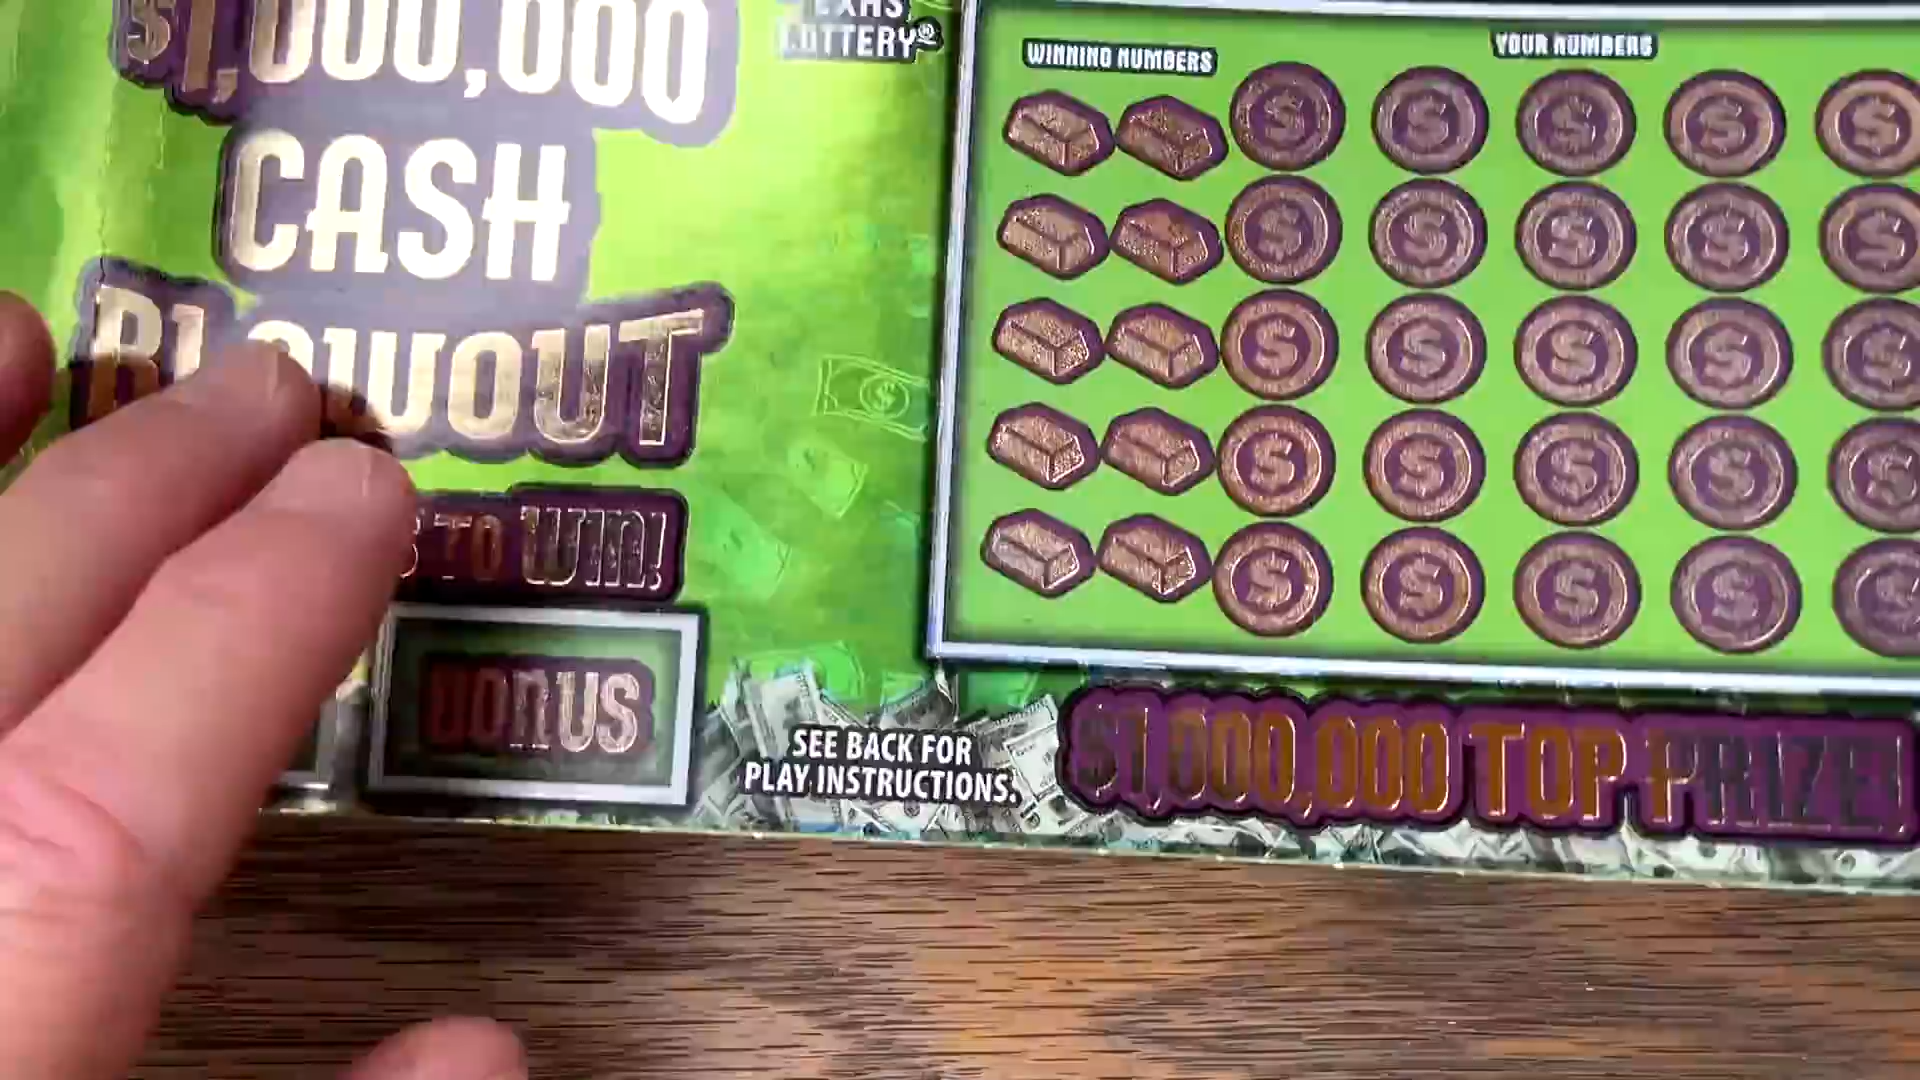 $1,000,000
CASH
BLOWOUT
TO WIN!
BONUS
TEXAS
LOTTERY®
SEE BACK FOR
PLAY INSTRUCTIONS.
WINNING NUMBERS
YOUR NUMBERS
$1,000,000 TOP PRIZE!